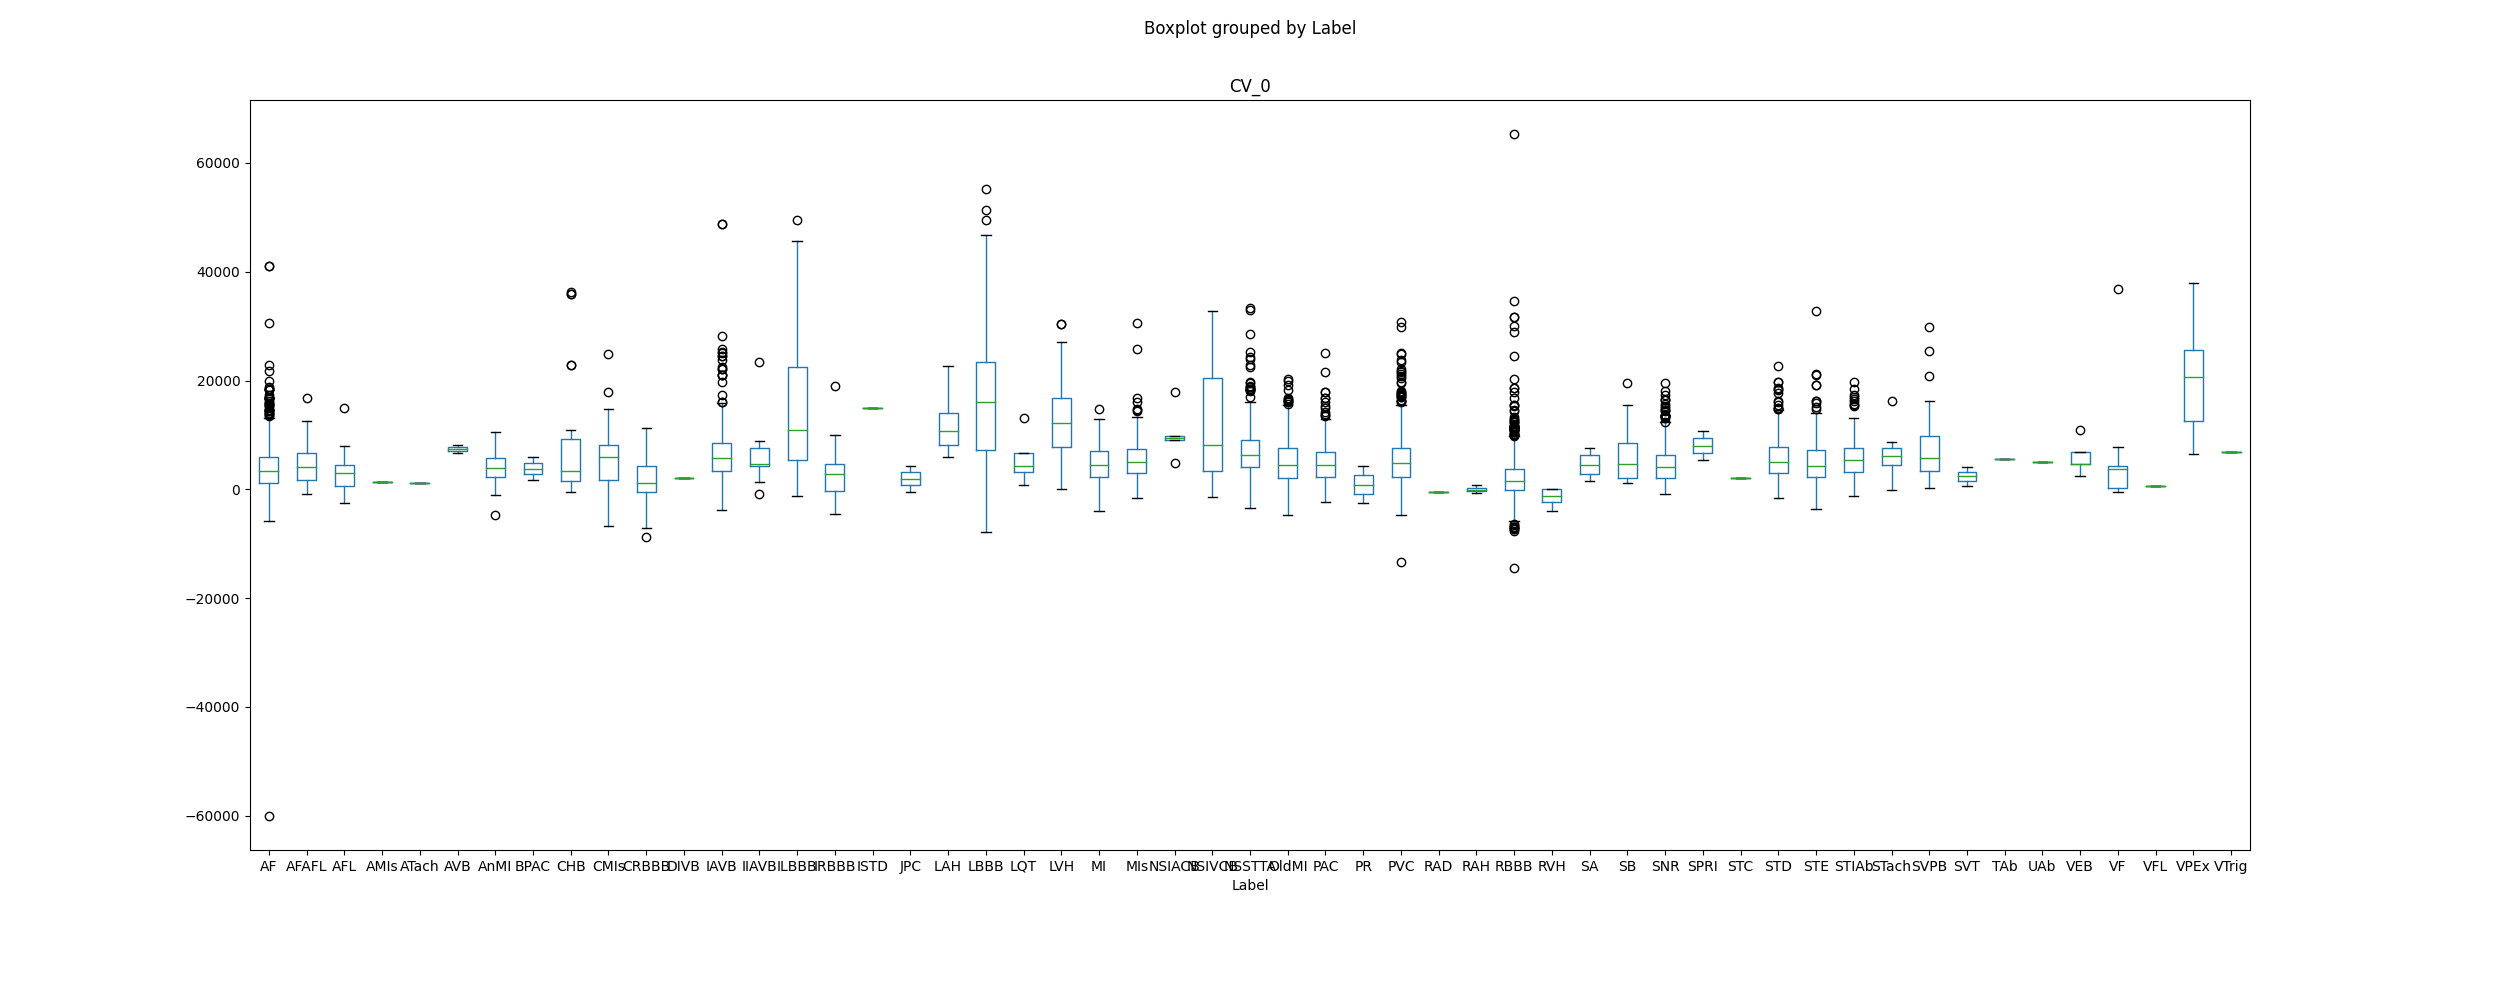 Boxplot grouped by Label
CV_0
60000
40000
20000
0
−20000
−40000
−60000
AF AFAFL AFL AMIs ATach AVB AnMI BPAC CHB CMIs CRBBB DIVB IAVB IIAVB ILBBB IRBBB ISTD JPC LAH LBBB LQT LVH MI MIs NSIACB NSIVCB NSSTTA OldMI PAC PR PVC RAD RAH RBBB RVH SA SB SNR SPRI STC STD STE STIAb STach SVPB SVT TAb UAb VEB VF VFL VPEx VTrig
Label